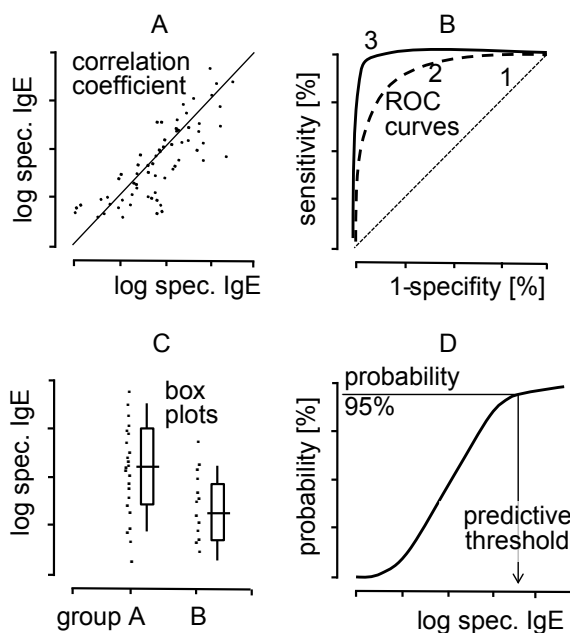 A
correlation
coefficient
log spec. IgE
log spec. IgE
B
3
2
1
ROC
curves
sensitivity [%]
1-specifity [%]
C
box
plots
log spec. IgE
group A
B
D
probability
95%
probability [%]
predictive
threshold
log spec. IgE